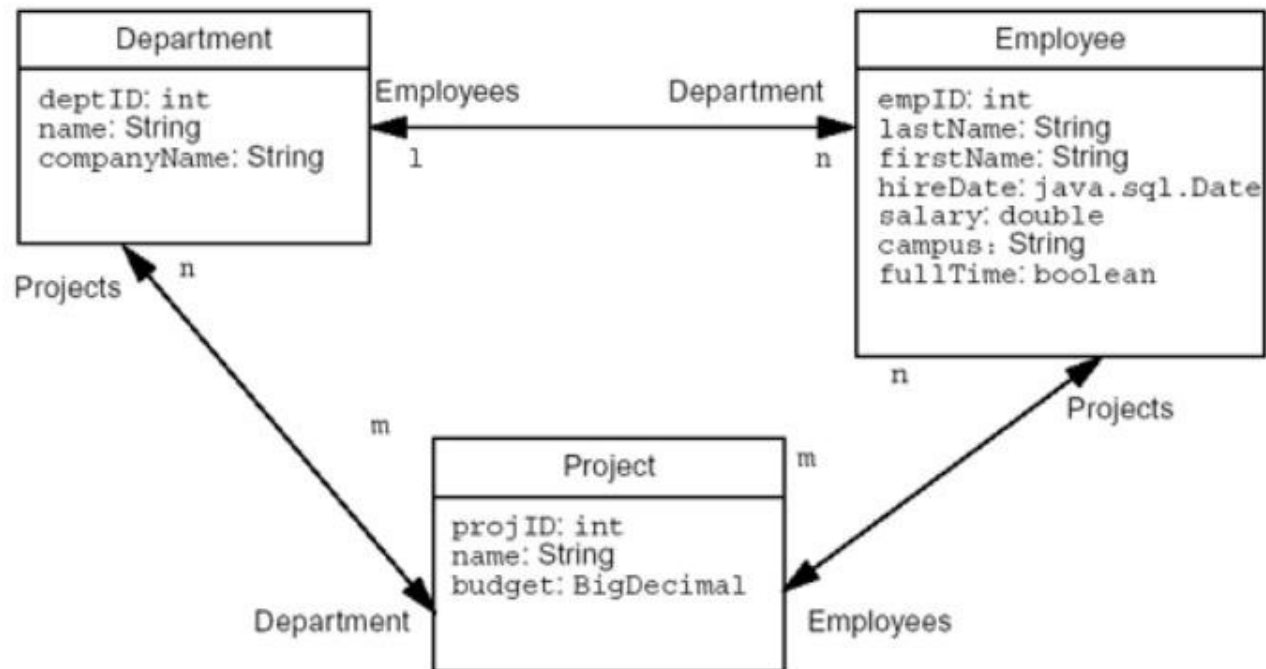 Department
deptID: int
name: String
companyName: String
Employees
Department
l
n
Employee
empID: int
lastName: String
firstName: String
hireDate: java.sql.Date
salary: double
campus: String
fullTime: boolean
n
Projects
m
n
Projects
m
Project
projID: int
name: String
budget: BigDecimal
Department
Employees